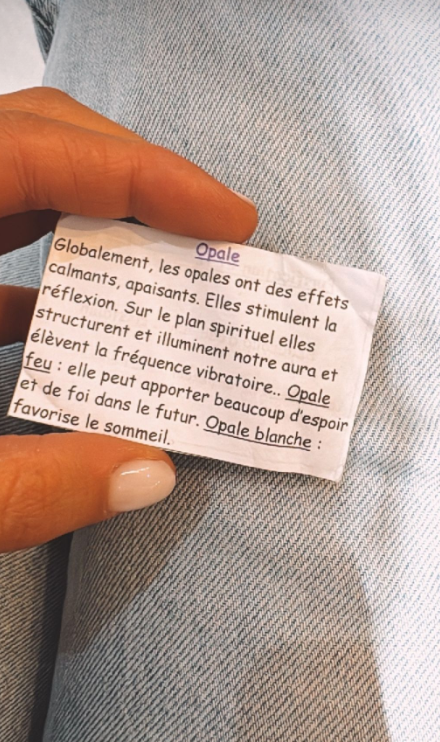 Opale
Globalement, les opales ont des effets
calmants, apaisants. Elles stimulent la
réflexion. Sur le plan spirituel elles
structurent et illuminent notre aura et
élèvent la fréquence vibratoire.. Opale
feu : elle peut apporter beaucoup d'espoir
et de foi dans le futur. Opale blanche :
favorise le sommeil.